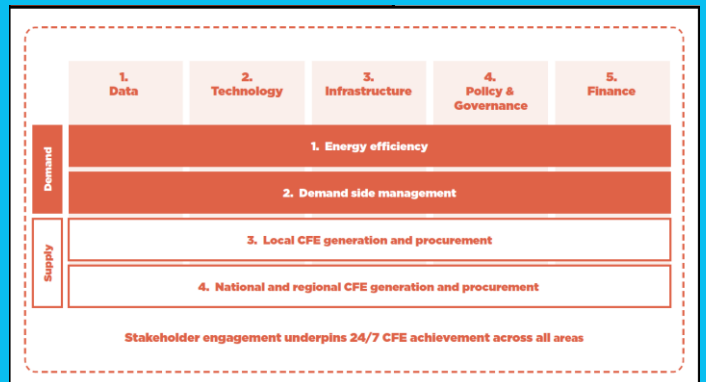 1.
Data
2.
Technology
3.
Infrastructure
4.
Policy &
Governance
5.
Finance
Demand
1. Energy efficiency
2. Demand side management
Supply
3. Local CFE generation and procurement
4. National and regional CFE generation and procurement
Stakeholder engagement underpins 24/7 CFE achievement across all areas